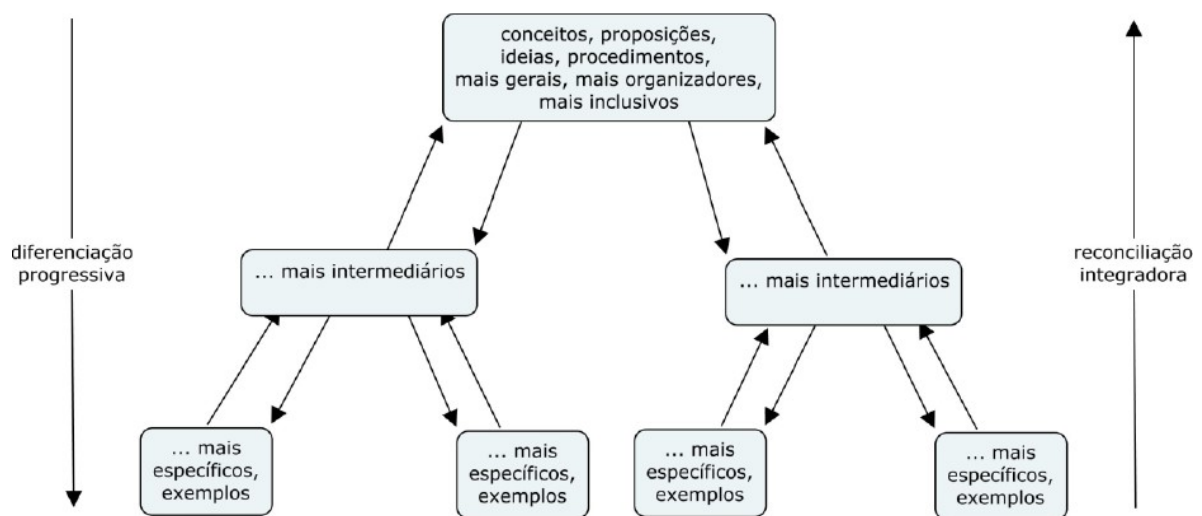 conceitos, proposições,
ideias, procedimentos,
mais gerais, mais organizadores,
mais inclusivos
diferenciação
progressiva
reconciliação
integradora
... mais intermediários
... mais intermediários
... mais
específicos,
exemplos
... mais
específicos,
exemplos
... mais
específicos,
exemplos
... mais
específicos,
exemplos